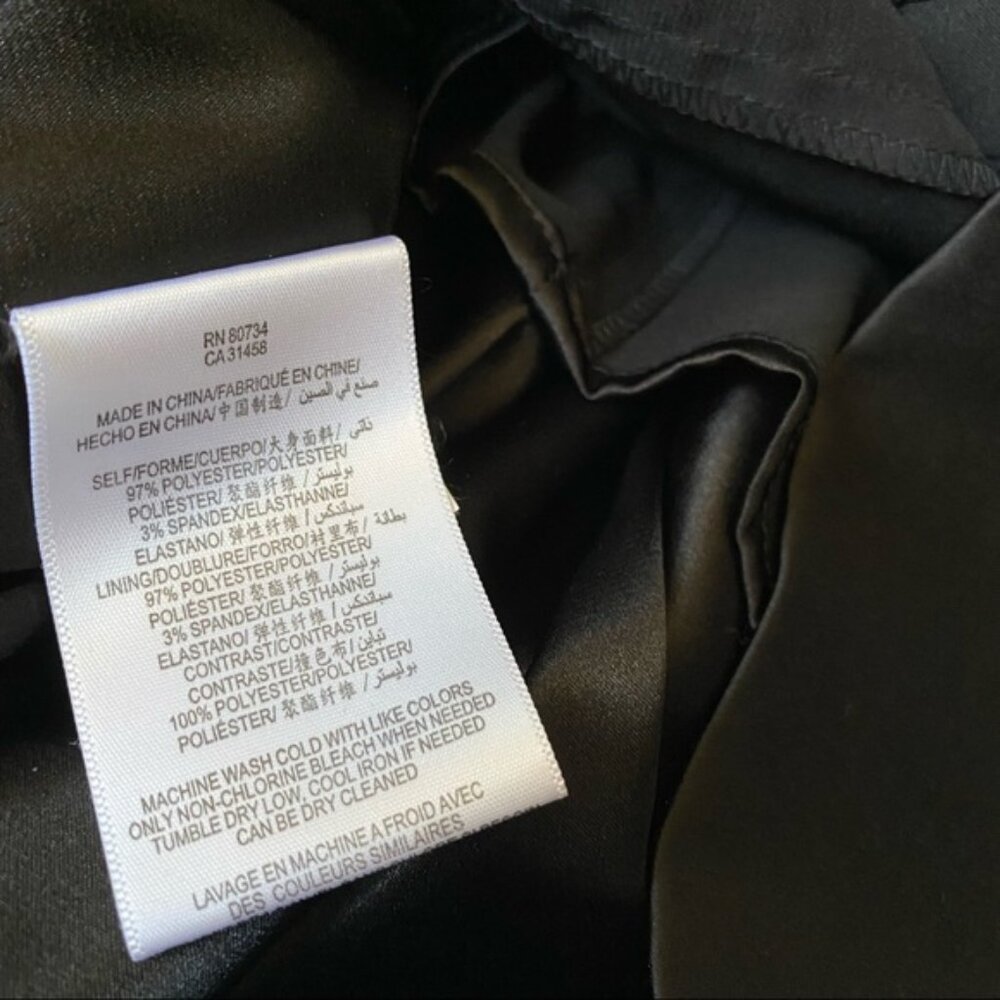 RN 80734
CA 31458
MADE IN CHINA/FABRIQUÉ EN CHINE/
HECHO EN CHINA/中国制造/ صنع في الصين
SELF/FORME/CUERPO/大身面料/
97% POLYESTER/POLYESTER/
POLIÉSTER/聚酯纤维/ بوليستر
3% SPANDEX/ELASTHANNE/
ELASTANO/弹性纤维/ سباندكس
LINING/DOUBLURE/FORRO/衬里布/ بطانة
97% POLYESTER/POLYESTER/
POLIÉSTER/聚酯纤维/ بوليستر
3% SPANDEX/ELASTHANNE/
ELASTANO/弹性纤维/ سباندكس
CONTRAST/CONTRASTE/
CONTRASTE/撞色布/ تباين
100% POLYESTER/POLYESTER/
POLIÉSTER/聚酯纤维/ بوليستر
MACHINE WASH COLD WITH LIKE COLORS
ONLY NON-CHLORINE BLEACH WHEN NEEDED
TUMBLE DRY LOW, COOL IRON IF NEEDED
CAN BE DRY CLEANED
LAVAGE EN MACHINE A FROID AVEC
DES COULEURS SIMILAIRES